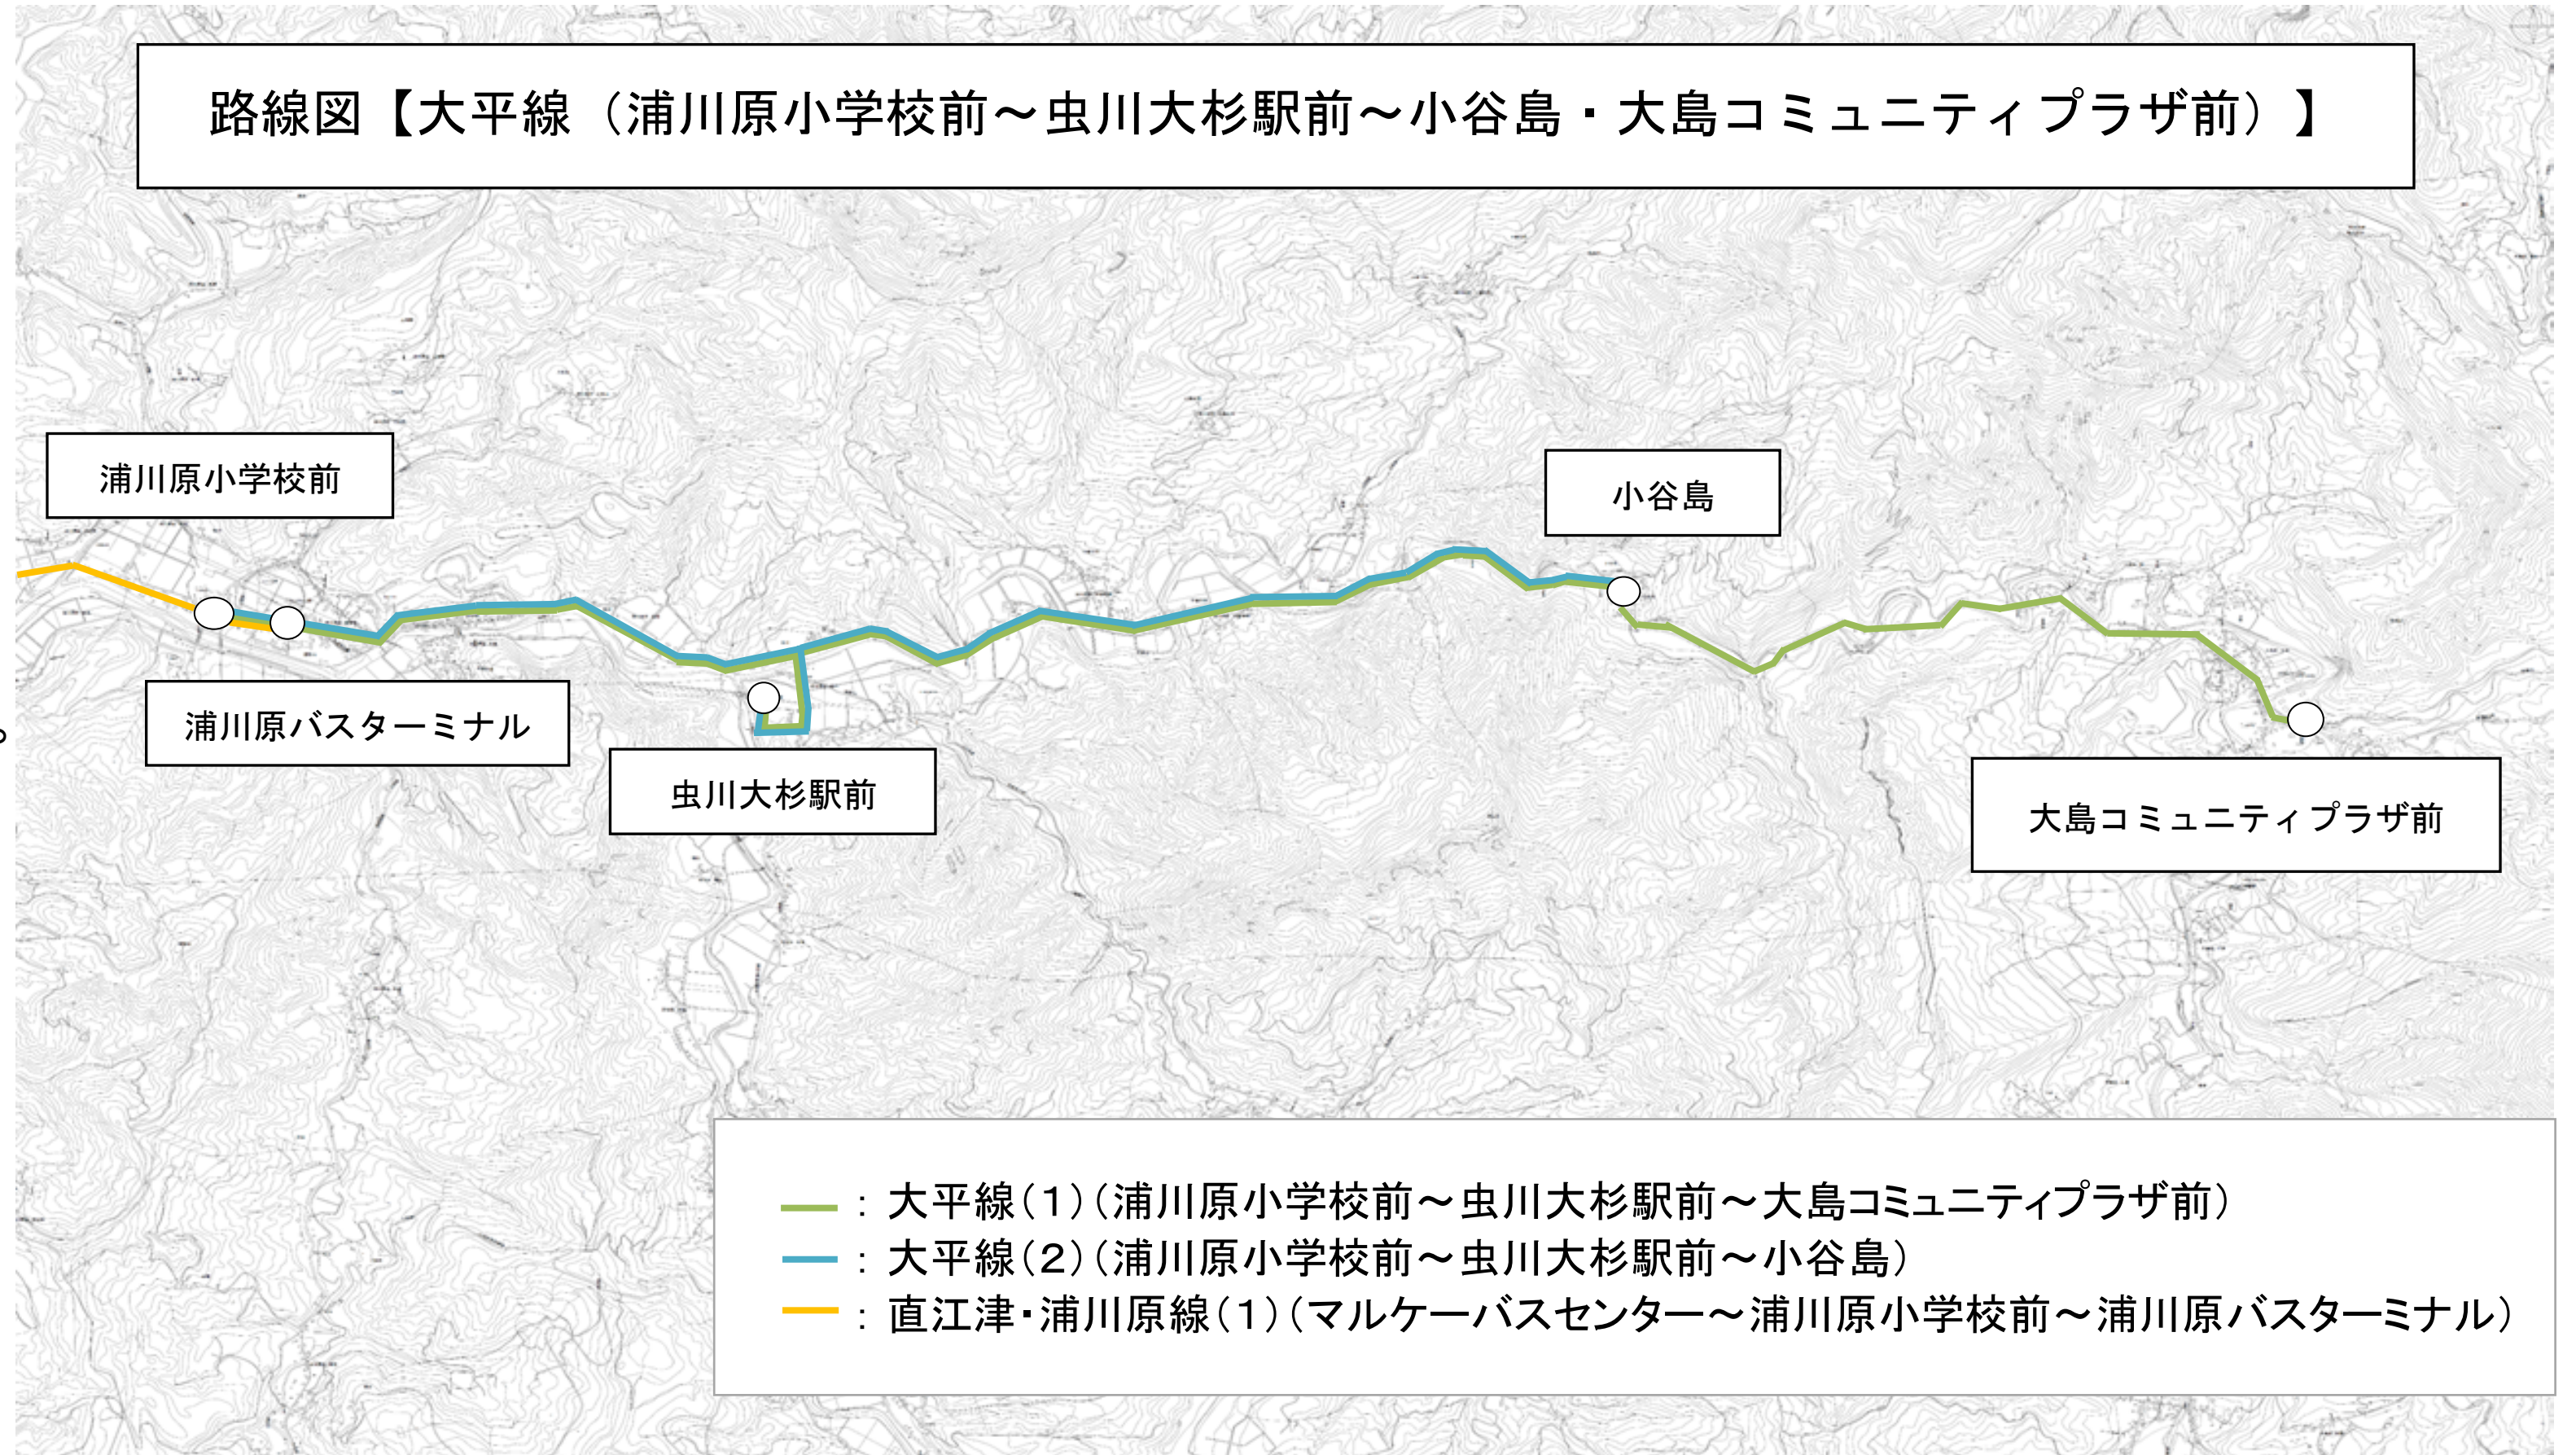 路線図【大平線（浦川原小学校前～虫川大杉駅前～小谷島・大島コミュニティプラザ前）】
浦川原小学校前
小谷島
浦川原バスターミナル
。
虫川大杉駅前
大島コミュニティプラザ前
：大平線（１）（浦川原小学校前～虫川大杉駅前～大島コミュニティプラザ前）
：大平線（２）（浦川原小学校前～虫川大杉駅前～小谷島）
：直江津・浦川原線（１）（マルケーバスセンター～浦川原小学校前～浦川原バスターミナル）